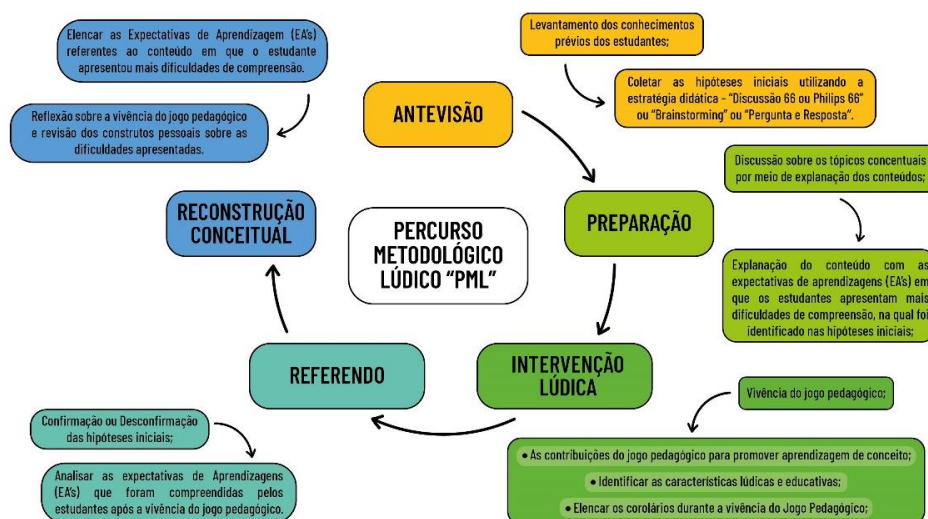 PERCURSO
METODOLÓGICO
LÚDICO “PML”
ANTEVISÃO
Levantamento dos conhecimentos
prévios dos estudantes;
Coletar as hipóteses iniciais utilizando a
estratégia didática - “Discussão 66 ou Philips 66”
ou “Brainstorming” ou “Pergunta e Resposta”.
PREPARAÇÃO
Discussão sobre os tópicos concentuais
por meio de explanação dos conteúdos;
Explanação do conteúdo com as
expectativas de aprendizagens (EA's) em
que os estudantes apresentam mais
dificuldades de compreensão, na qual foi
identificado nas hipóteses iniciais;
INTERVENÇÃO
LÚDICA
Vivência do jogo pedagógico;
• As contribuições do jogo pedagógico para promover aprendizagem de conceito;
• Identificar as características lúdicas e educativas;
• Elencar os corolários durante a vivência do Jogo Pedagógico;
REFERENDO
Confirmação ou Desconfirmação
das hipóteses iniciais;
Analisar as expectativas de Aprendizagens
(EA's) que foram compreendidas pelos
estudantes após a vivência do jogo pedagógico.
RECONSTRUÇÃO
CONCEITUAL
Elencar as Expectativas de Aprendizagem (EA's)
referentes ao conteúdo em que o estudante
apresentou mais dificuldades de compreensão.
Reflexão sobre a vivência do jogo pedagógico
e revisão dos construtos pessoais sobre as
dificuldades apresentadas.